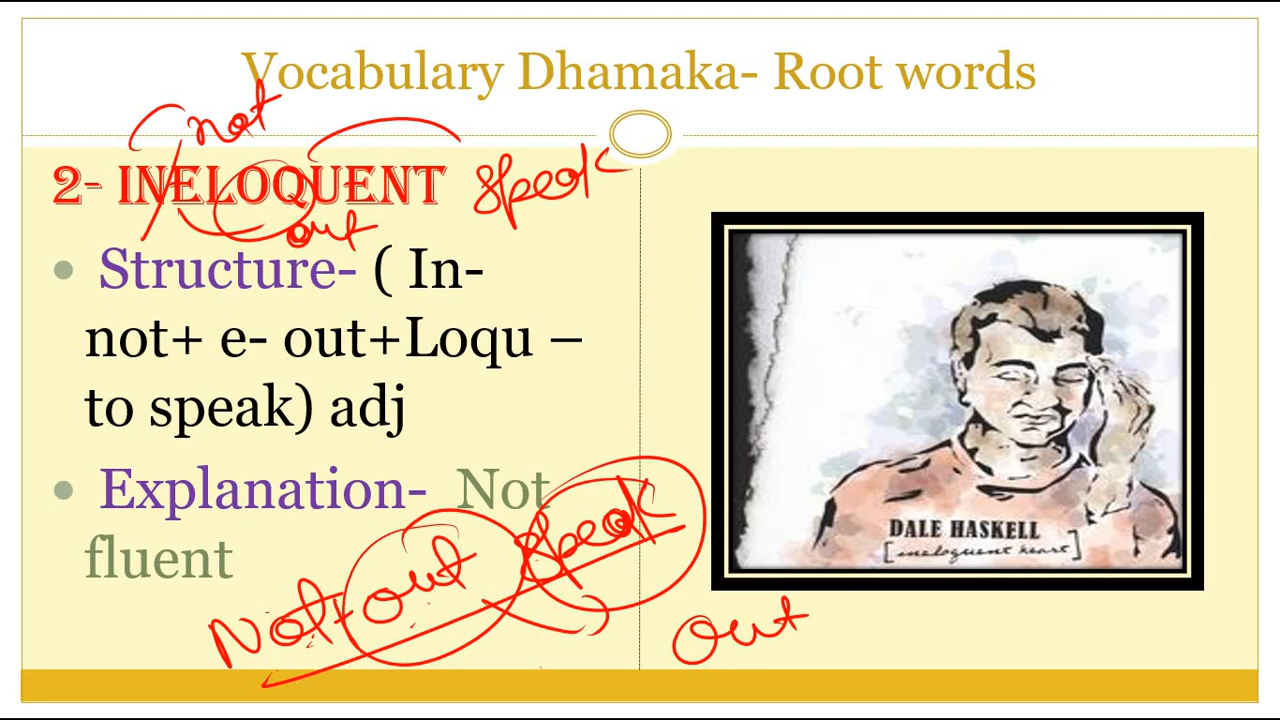 Vocabulary Dhamaka- Root words
not
2- INELOQUENT speak
out
Structure- ( In-
not+ e- out+Loqu –
to speak) adj
Explanation- Not
fluent
Not out speak
out
DALE HASKELL
[ineloquent heart]